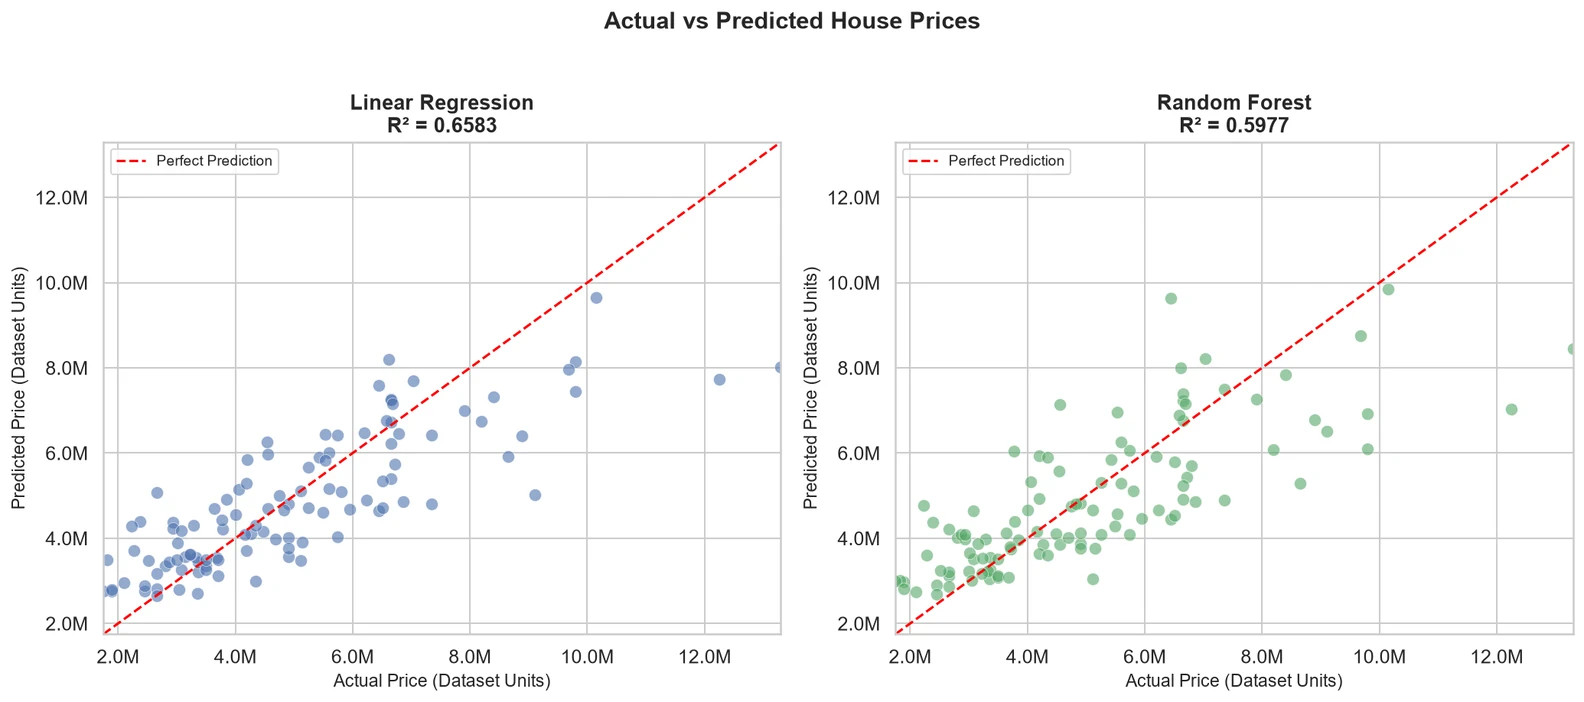 Actual vs Predicted House Prices
Linear Regression
R² = 0.6583
Perfect Prediction
12.0M
10.0M
8.0M
6.0M
4.0M
2.0M
Predicted Price (Dataset Units)
2.0M 4.0M 6.0M 8.0M 10.0M 12.0M
Actual Price (Dataset Units)
Random Forest
R² = 0.5977
Perfect Prediction
12.0M
10.0M
8.0M
6.0M
4.0M
2.0M
Predicted Price (Dataset Units)
2.0M 4.0M 6.0M 8.0M 10.0M 12.0M
Actual Price (Dataset Units)